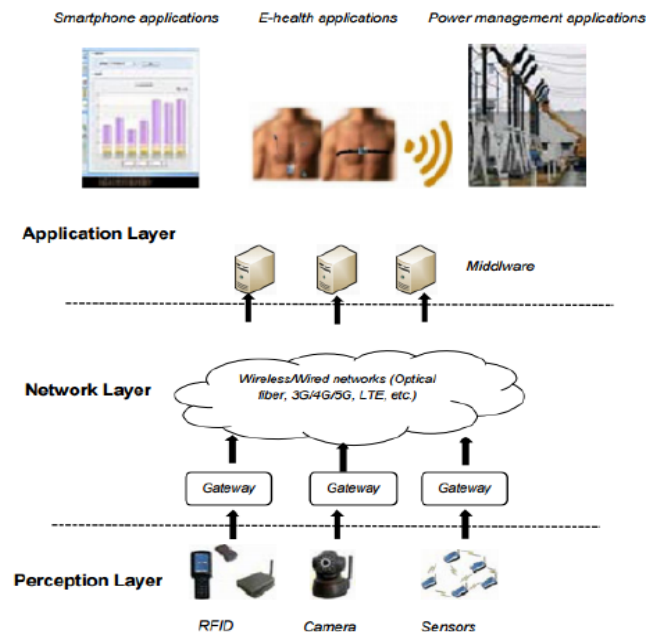 Smartphone applications
E-health applications
Power management applications
Application Layer
Middlware
Network Layer
Wireless/Wired networks (Optical
fiber, 3G/4G/5G, LTE, etc.)
Gateway
Gateway
Gateway
Perception Layer
RFID
Camera
Sensors